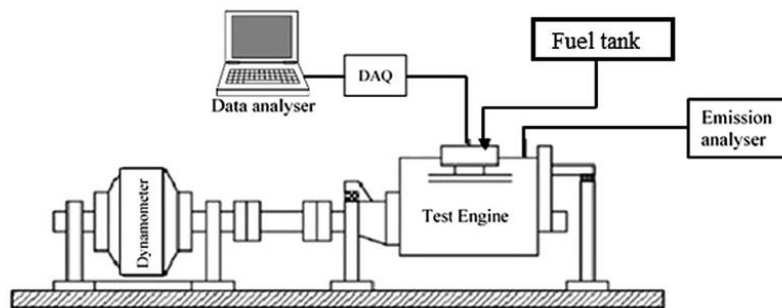 Fuel tank
DAQ
Data analyser
Emission
analyser
Dynamometer
Test Engine